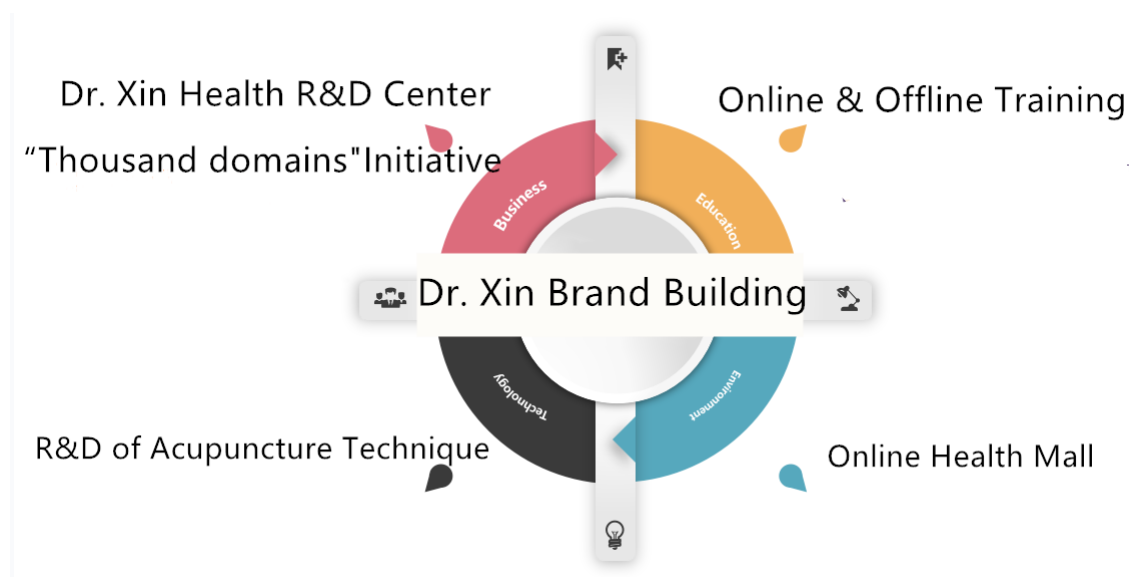 Dr. Xin Health R&D Center
“Thousand domains"Initiative
Online & Offline Training
Business
Education
Dr. Xin Brand Building
Technology
Environment
R&D of Acupuncture Technique
Online Health Mall